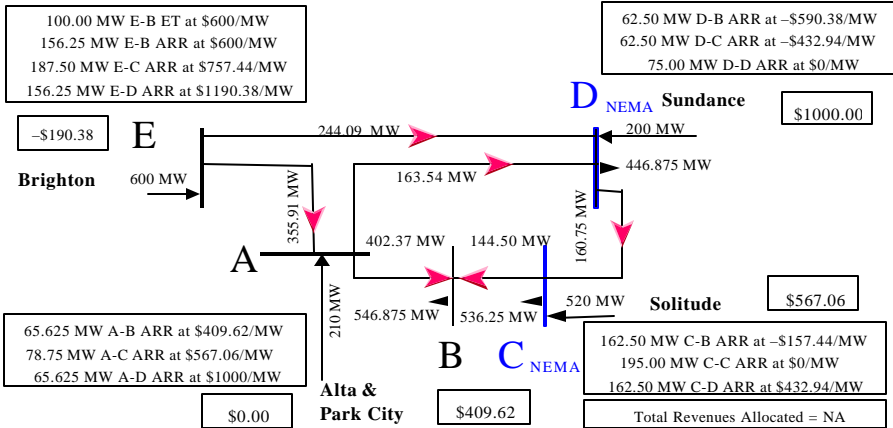 100.00 MW E-B ET at $600/MW
156.25 MW E-B ARR at $600/MW
187.50 MW E-C ARR at $757.44/MW
156.25 MW E-D ARR at $1190.38/MW
62.50 MW D-B ARR at –$590.38/MW
62.50 MW D-C ARR at –$432.94/MW
75.00 MW D-D ARR at $0/MW
D NEMA Sundance
$1000.00
–$190.38
E
244.09 MW
200 MW
Brighton
600 MW
163.54 MW
446.875 MW
355.91 MW
160.75 MW
A
402.37 MW
144.50 MW
210 MW
546.875 MW
536.25 MW
520 MW
Solitude
$567.06
65.625 MW A-B ARR at $409.62/MW
78.75 MW A-C ARR at $567.06/MW
65.625 MW A-D ARR at $1000/MW
B
C NEMA
162.50 MW C-B ARR at –$157.44/MW
195.00 MW C-C ARR at $0/MW
162.50 MW C-D ARR at $432.94/MW
$0.00
Alta &
Park City
$409.62
Total Revenues Allocated = NA